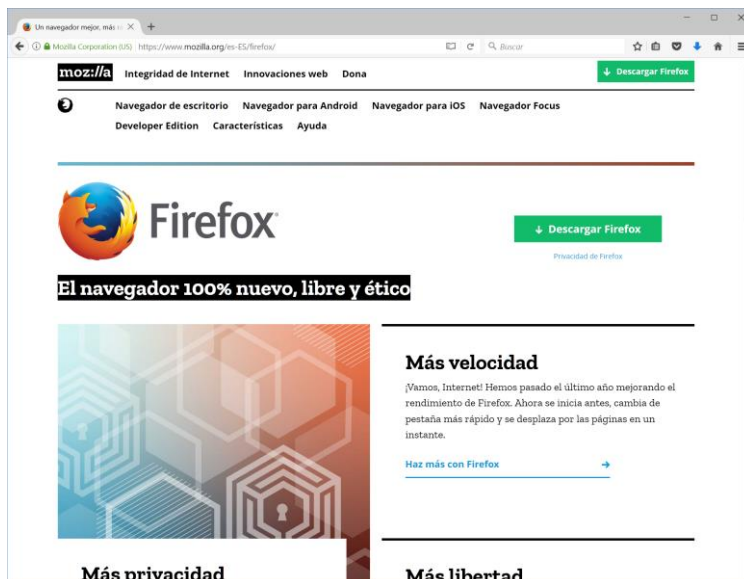 Un navegador mejor, más r
Mozilla Corporation (US) https://www.mozilla.org/es-ES/firefox/ Buscar
moz://a Integridad de Internet Innovaciones web Dona Descargar Firefox
Navegador de escritorio Navegador para Android Navegador para iOS Navegador Focus
Developer Edition Características Ayuda
Firefox
Descargar Firefox
Privacidad de Firefox
El navegador 100% nuevo, libre y ético
Más velocidad
¡Vamos, Internet! Hemos pasado el último año mejorando el
rendimiento de Firefox. Ahora se inicia antes, cambia de
pestaña más rápido y se desplaza por las páginas en un
instante.
Haz más con Firefox
Más privacidad
Más libertad